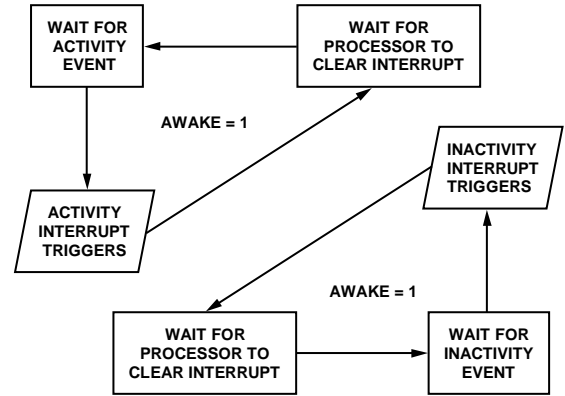 WAIT FOR
ACTIVITY
EVENT
WAIT FOR
PROCESSOR TO
CLEAR INTERRUPT
AWAKE = 1
INACTIVITY
INTERRUPT
TRIGGERS
ACTIVITY
INTERRUPT
TRIGGERS
AWAKE = 1
WAIT FOR
PROCESSOR TO
CLEAR INTERRUPT
WAIT FOR
INACTIVITY
EVENT